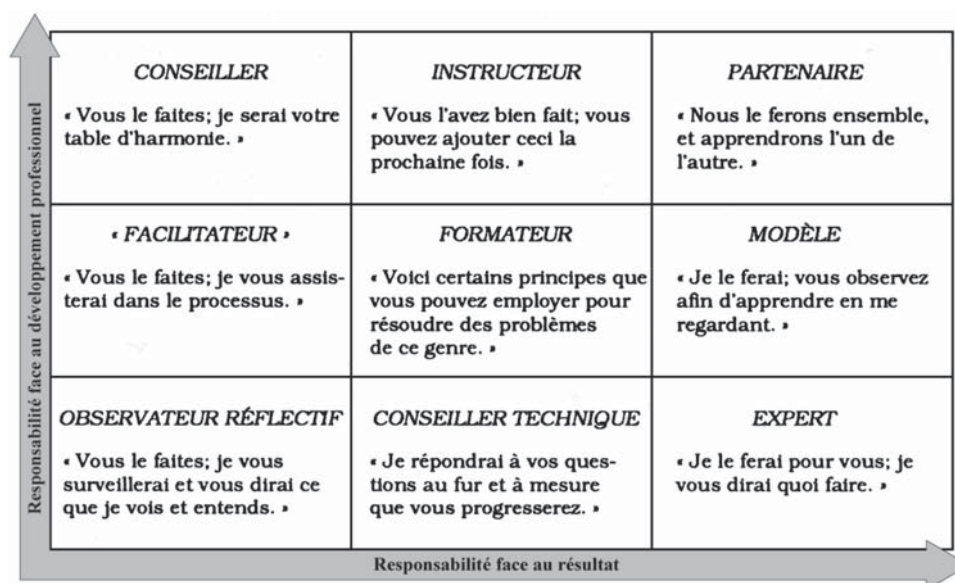 Responsabilité face au développement professionnel
CONSEILLER
« Vous le faites; je serai votre
table d'harmonie. »
INSTRUCTEUR
« Vous l'avez bien fait; vous
pouvez ajouter ceci la
prochaine fois. »
PARTENAIRE
« Nous le ferons ensemble,
et apprendrons l'un de
l'autre. »
« FACILITATEUR »
« Vous le faites; je vous assis-
terai dans le processus. »
FORMATEUR
« Voici certains principes que
vous pouvez employer pour
résoudre des problèmes
de ce genre. »
MODÈLE
« Je le ferai; vous observez
afin d'apprendre en me
regardant. »
OBSERVATEUR RÉFLECTIF
« Vous le faites; je vous
surveillerai et vous dirai ce
que je vois et entends. »
CONSEILLER TECHNIQUE
« Je répondrai à vos ques-
tions au fur et à mesure
que vous progresserez. »
EXPERT
« Je le ferai pour vous; je
vous dirai quoi faire. »
Responsabilité face au résultat